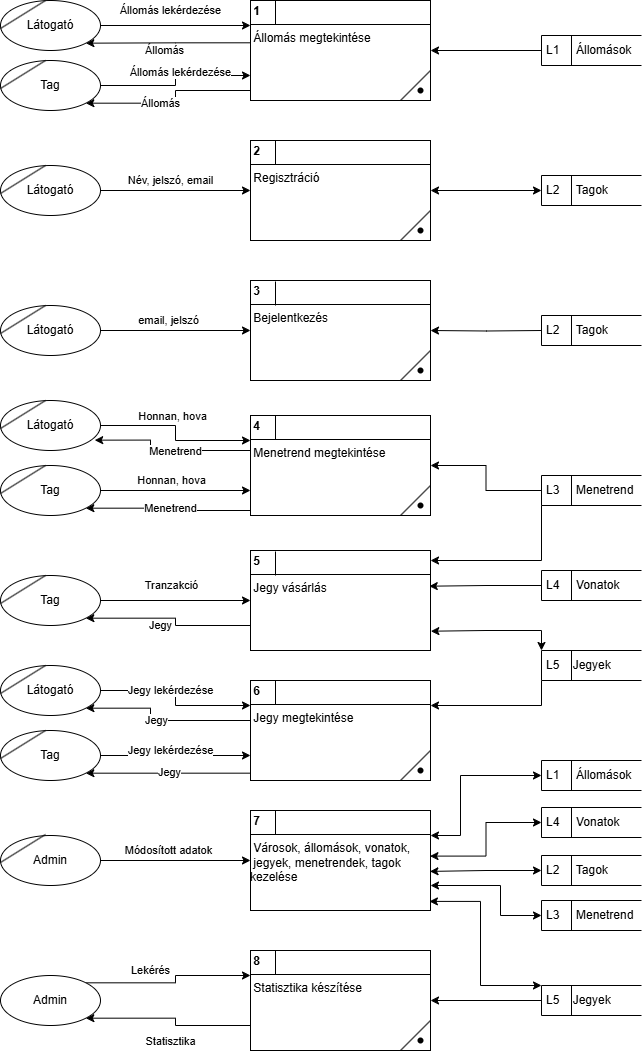 Látogató
Állomás lekérdezése
1
Állomás megtekintése
Állomás
L1 Állomások
Tag
Állomás lekérdezése
Állomás
2
Látogató
Név, jelszó, email
Regisztráció
L2 Tagok
3
Látogató
email, jelszó
Bejelentkezés
L2 Tagok
Látogató
Honnan, hova
4
Menetrend megtekintése
Menetrend
Tag
Honnan, hova
Menetrend
L3 Menetrend
5
Tag
Tranzakció
Jegy vásárlás
Jegy
L4 Vonatok
L5 Jegyek
Látogató
Jegy lekérdezése
6
Jegy megtekintése
Jegy
Tag
Jegy lekérdezése
Jegy
L1 Állomások
7
Admin
Módosított adatok
Városok, állomások, vonatok,
jegyek, menetrendek, tagok
kezelése
L4 Vonatok
L2 Tagok
L3 Menetrend
8
Admin
Lekérés
Statisztika készítése
Statisztika
L5 Jegyek